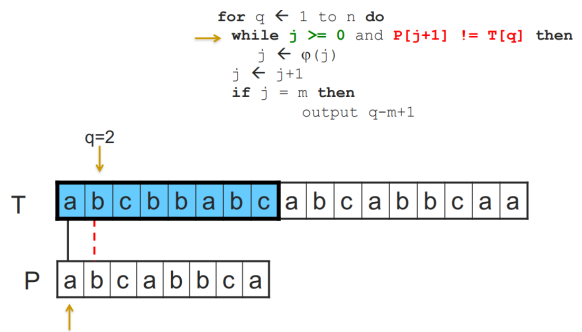 for q ← 1 to n do
while j >= 0 and P[j+1] != T[q] then
j ← φ(j)
j ← j+1
if j = m then
output q-m+1
q=2
T a b c b b a b c a b c a b b c a a
P a b c a b b c a